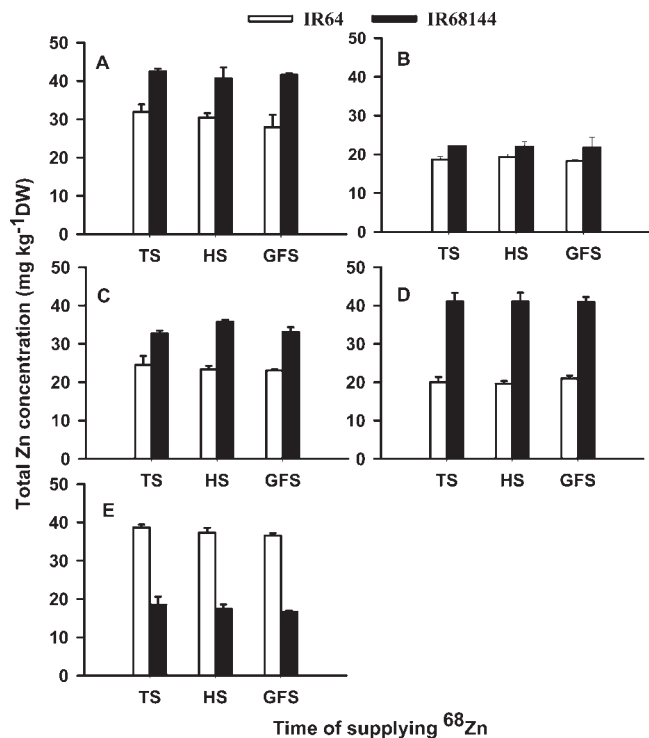 IR64 IR68144
A
50
40
30
20
10
0
TS HS GFS
B
50
40
30
20
10
0
TS HS GFS
C
50
40
30
20
10
0
TS HS GFS
D
50
40
30
20
10
0
TS HS GFS
E
50
40
30
20
10
0
TS HS GFS
Total Zn concentration (mg kg⁻¹DW)
Time of supplying ⁶⁸Zn